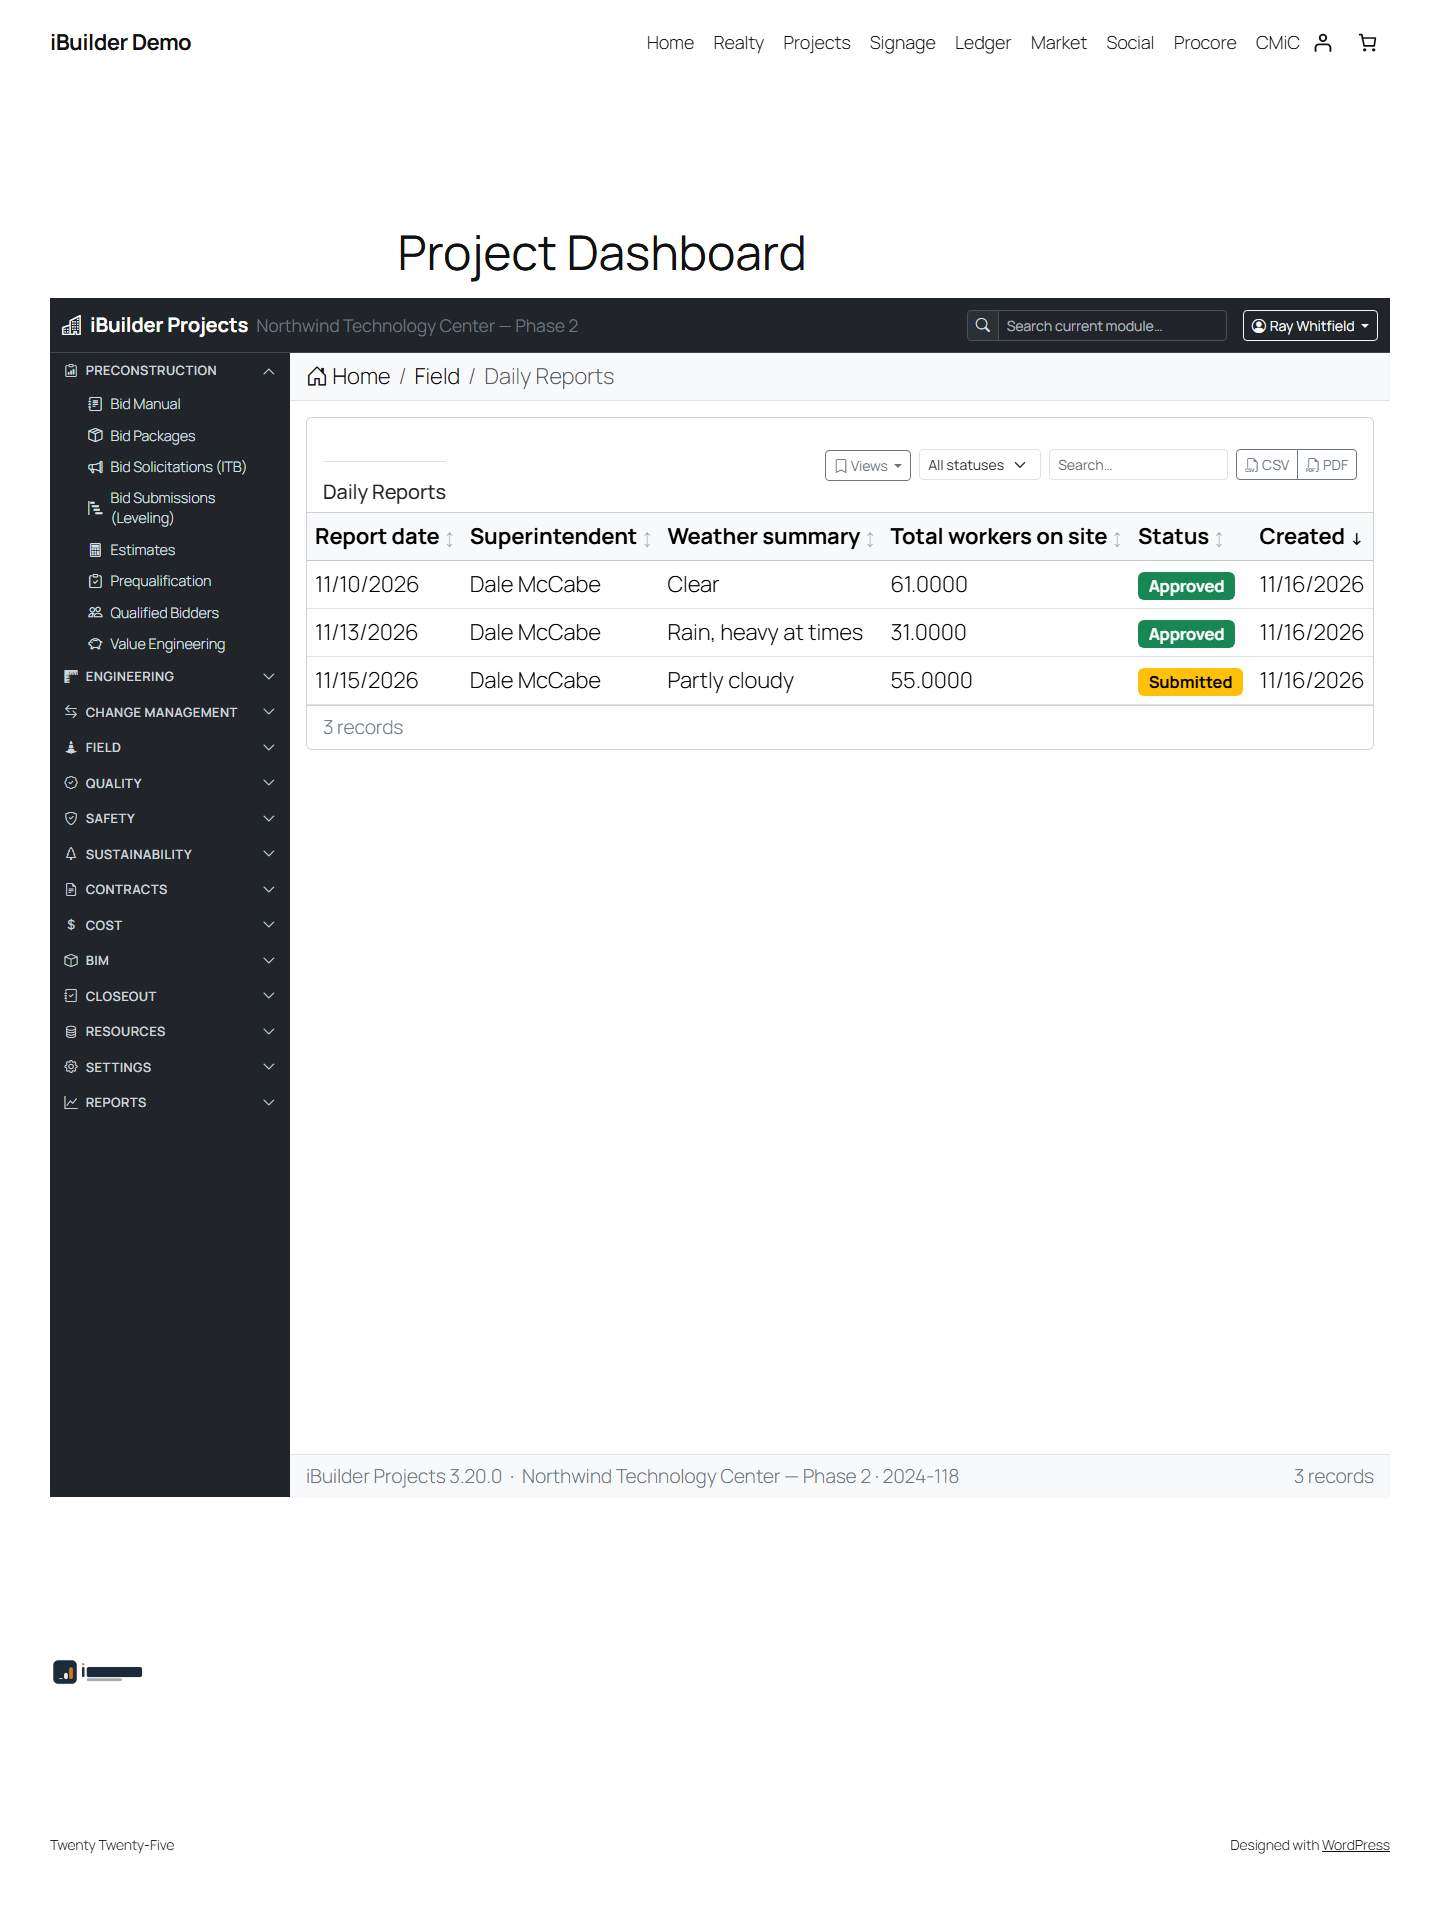 iBuilder Demo
Home Realty Projects Signage Ledger Market Social Procore CMiC
Project Dashboard
iBuilder Projects Northwind Technology Center — Phase 2
Search current module...
Ray Whitfield
PRECONSTRUCTION
Bid Manual
Bid Packages
Bid Solicitations (ITB)
Bid Submissions
(Leveling)
Estimates
Prequalification
Qualified Bidders
Value Engineering
ENGINEERING
CHANGE MANAGEMENT
FIELD
QUALITY
SAFETY
SUSTAINABILITY
CONTRACTS
COST
BIM
CLOSEOUT
RESOURCES
SETTINGS
REPORTS
Home / Field / Daily Reports
Views All statuses Search... CSV PDF
Daily Reports
Report date Superintendent Weather summary Total workers on site Status Created
11/10/2026 Dale McCabe Clear 61.0000 Approved 11/16/2026
11/13/2026 Dale McCabe Rain, heavy at times 31.0000 Approved 11/16/2026
11/15/2026 Dale McCabe Partly cloudy 55.0000 Submitted 11/16/2026
3 records
iBuilder Projects 3.20.0 · Northwind Technology Center — Phase 2 · 2024-118 3 records
Twenty Twenty-Five
Designed with WordPress